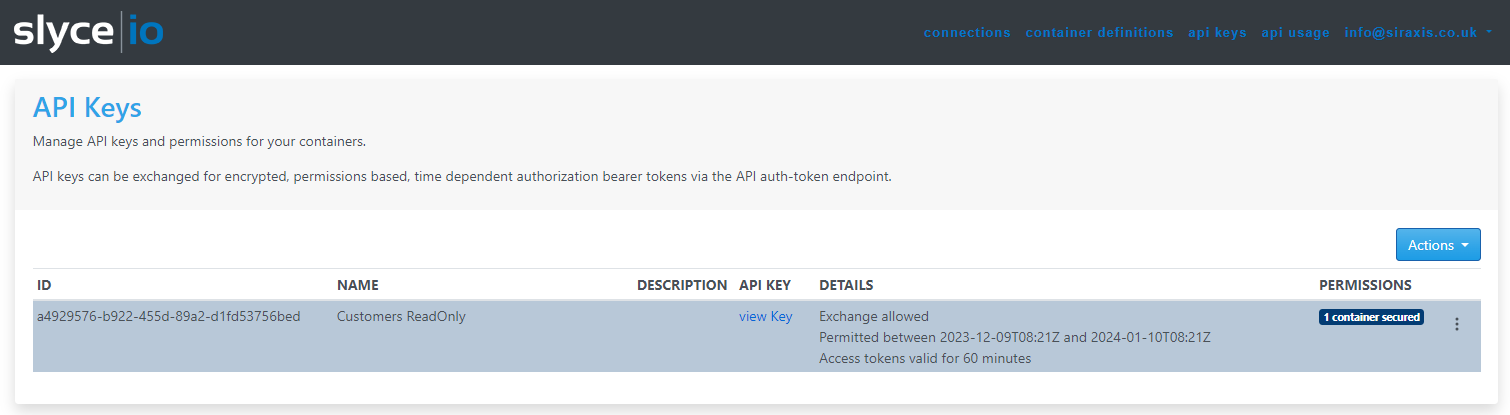 slyce|io
connections container definitions api keys api usage info@siraxis.co.uk
API Keys
Manage API keys and permissions for your containers.
API keys can be exchanged for encrypted, permissions based, time dependent authorization bearer tokens via the API auth-token endpoint.
Actions
ID NAME DESCRIPTION API KEY DETAILS PERMISSIONS
a4929576-b922-455d-89a2-d1fd53756bed Customers ReadOnly view Key Exchange allowed 1 container secured
Permitted between 2023-12-09T08:21Z and 2024-01-10T08:21Z
Access tokens valid for 60 minutes